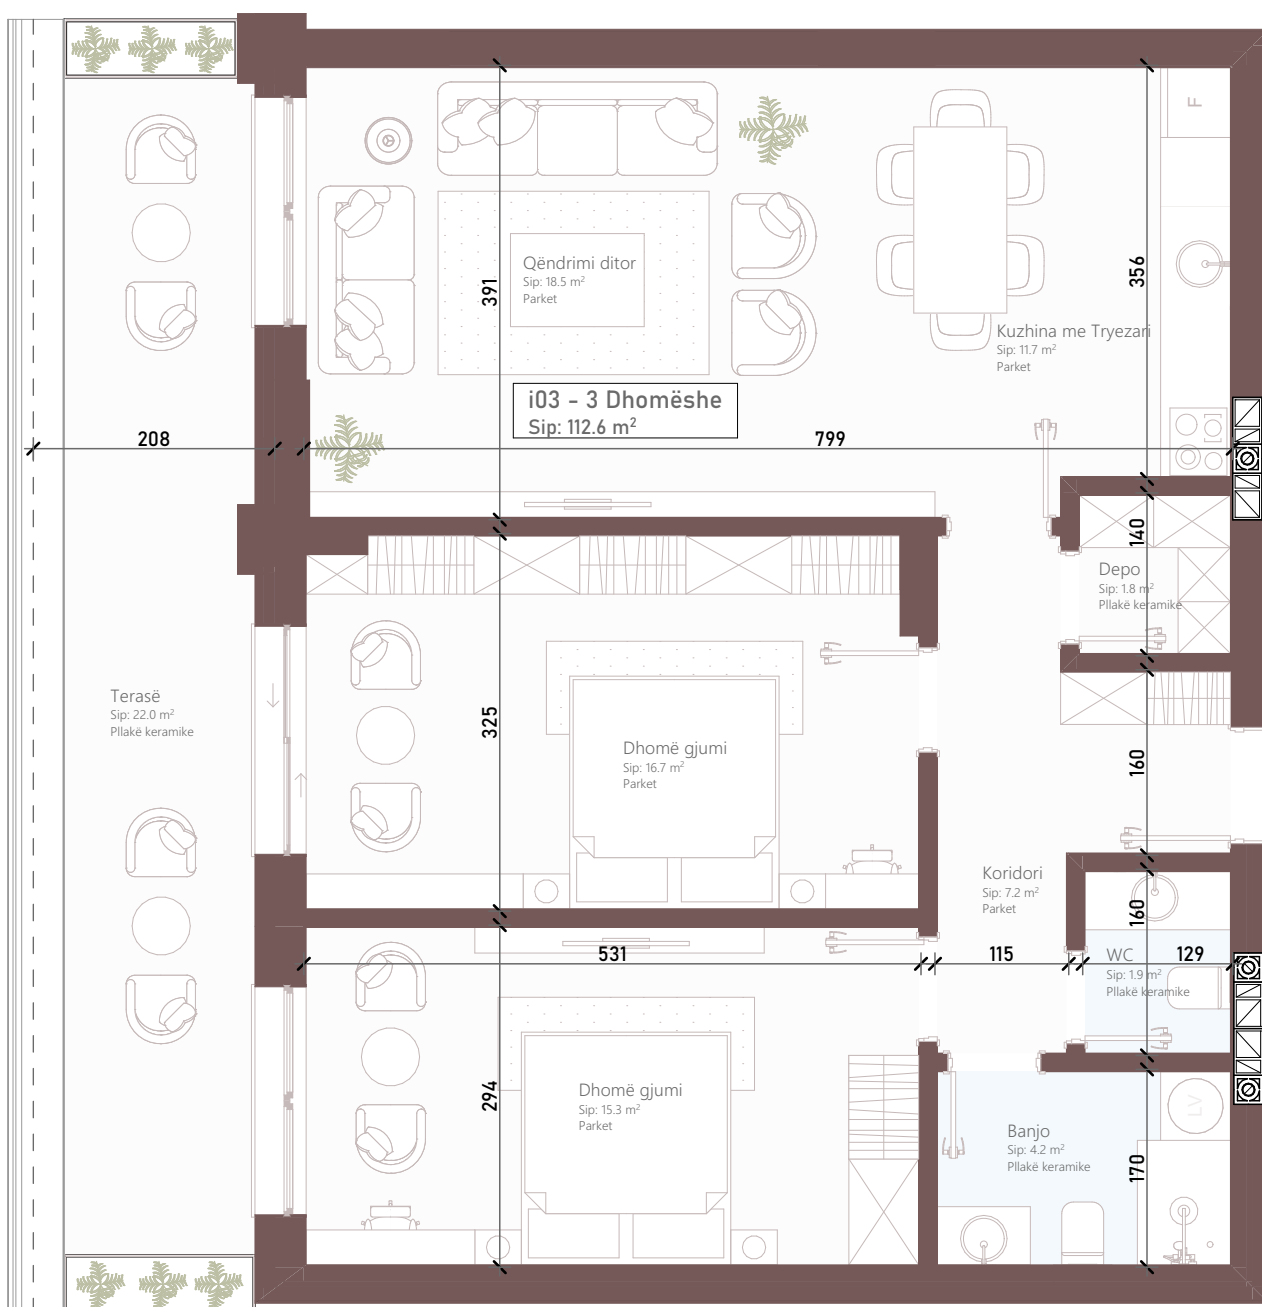 F
Qëndrimi ditor
Sip: 18.5 m²
Parket
391
356
Kuzhina me Tryezari
Sip: 11.7 m²
Parket
i03 - 3 Dhomëshe
Sip: 112.6 m²
208
799
140
Depo
Sip: 1.8 m²
Pllakë keramike
Terasë
Sip: 22.0 m²
Pllakë keramike
325
Dhomë gjumi
Sip: 16.7 m²
Parket
160
Koridori
Sip: 7.2 m²
Parket
160
531
115
WC
129
Sip: 1.9 m²
Pllakë keramike
294
Dhomë gjumi
Sip: 15.3 m²
Parket
LV
Banjo
Sip: 4.2 m²
Pllakë keramike
170